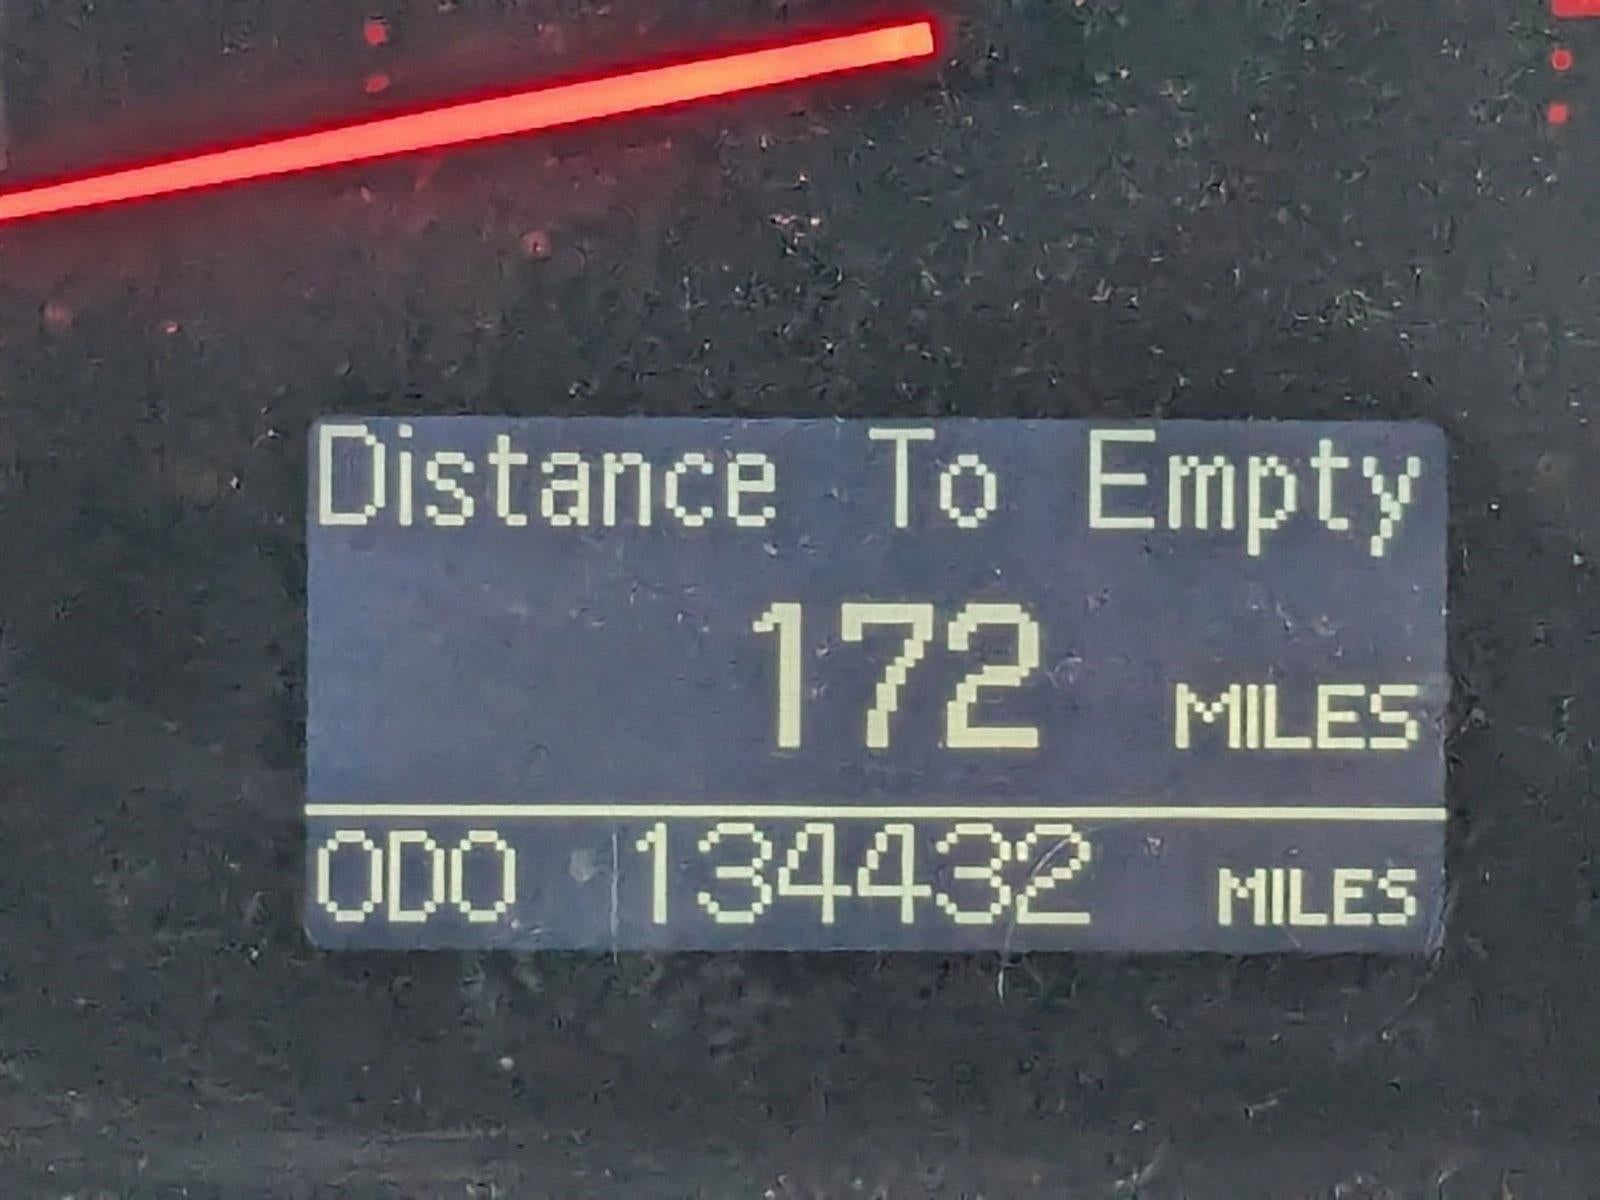 Distance To Empty
172 MILES
ODO 134432 MILES